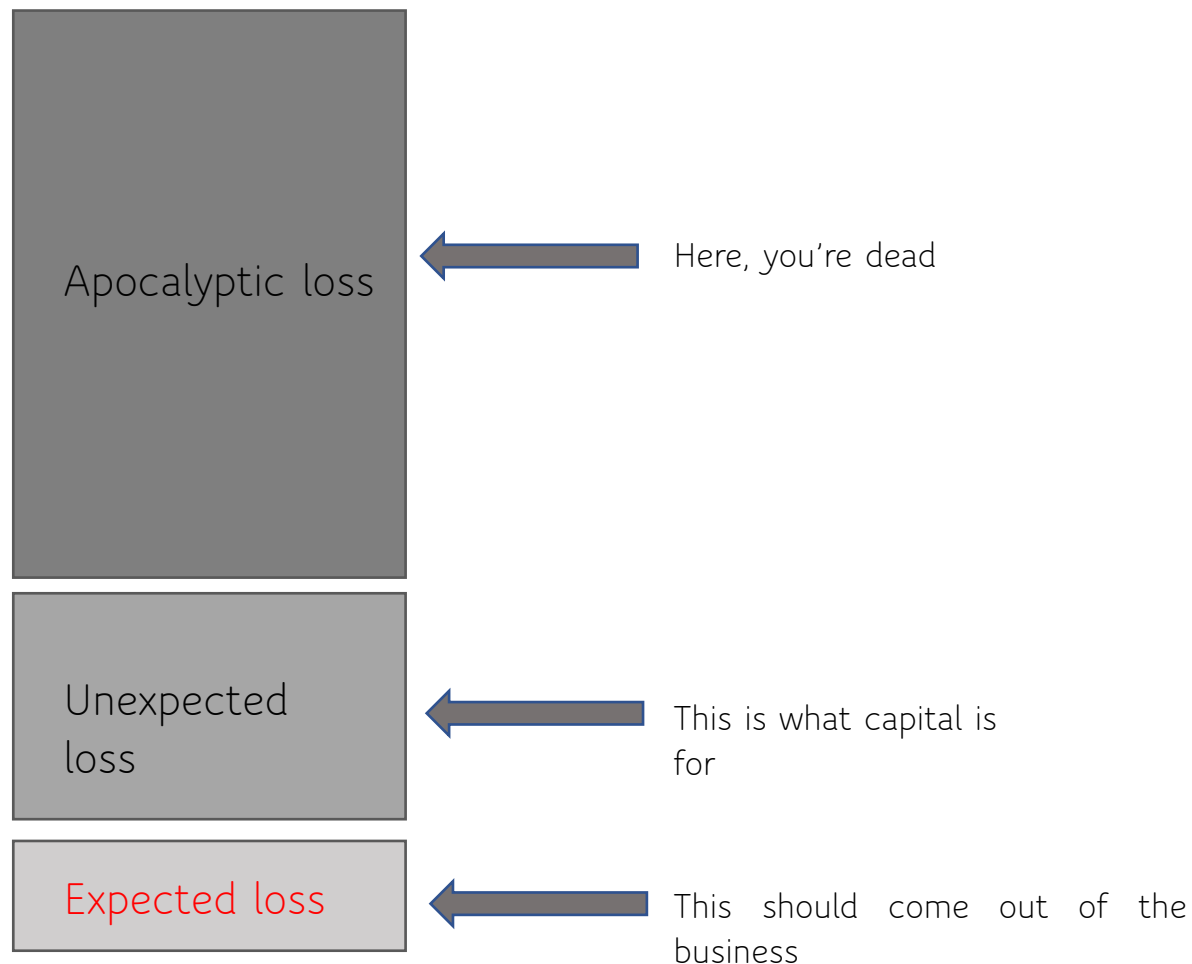 Apocalyptic loss
Here, you're dead
Unexpected
loss
This is what capital is
for
Expected loss
This should come out of the
business